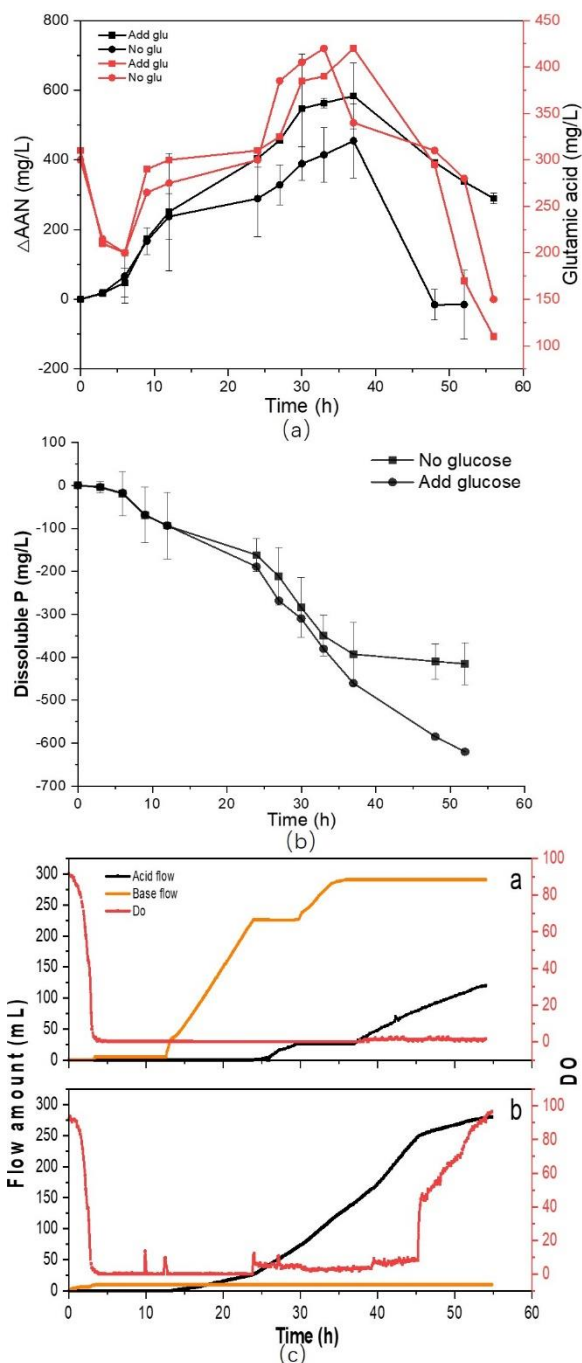 Add glu
No glu
Add glu
No glu
△AAN (mg/L)
800
600
400
200
0
-200
450
400
350
300
250
200
150
100
Glutamic acid (mg/L)
0 10 20 30 40 50 60
Time (h)
(a)
No glucose
Add glucose
Dissoluble P (mg/L)
100
0
-100
-200
-300
-400
-500
-600
-700
0 10 20 30 40 50 60
Time (h)
(b)
Acid flow
Base flow
Do
a
300
250
200
150
100
50
0
100
80
60
40
20
0
b
300
250
200
150
100
50
0
100
80
60
40
20
0
Flow amount (mL)
DO
0 10 20 30 40 50 60
Time (h)
(c)